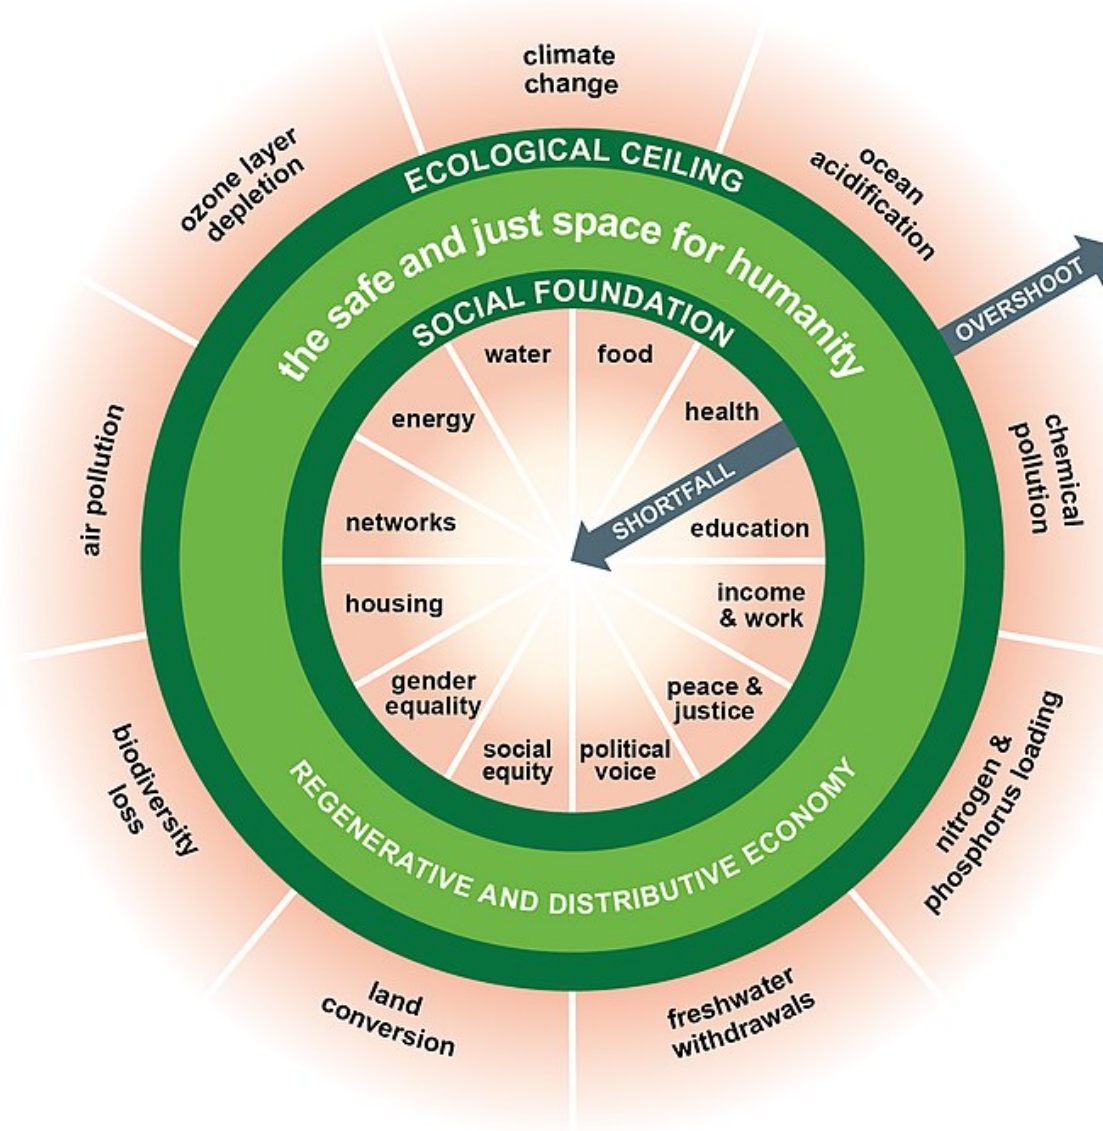 climate
change
ocean
acidification
OVERSHOOT
chemical
pollution
nitrogen &
phosphorus loading
freshwater
withdrawals
land
conversion
biodiversity
loss
air pollution
ozone layer
depletion
ECOLOGICAL CEILING
the safe and just space for humanity
SOCIAL FOUNDATION
water
food
health
SHORTFALL
education
income
& work
peace &
justice
political
voice
social
equity
gender
equality
housing
networks
energy
REGENERATIVE AND DISTRIBUTIVE ECONOMY